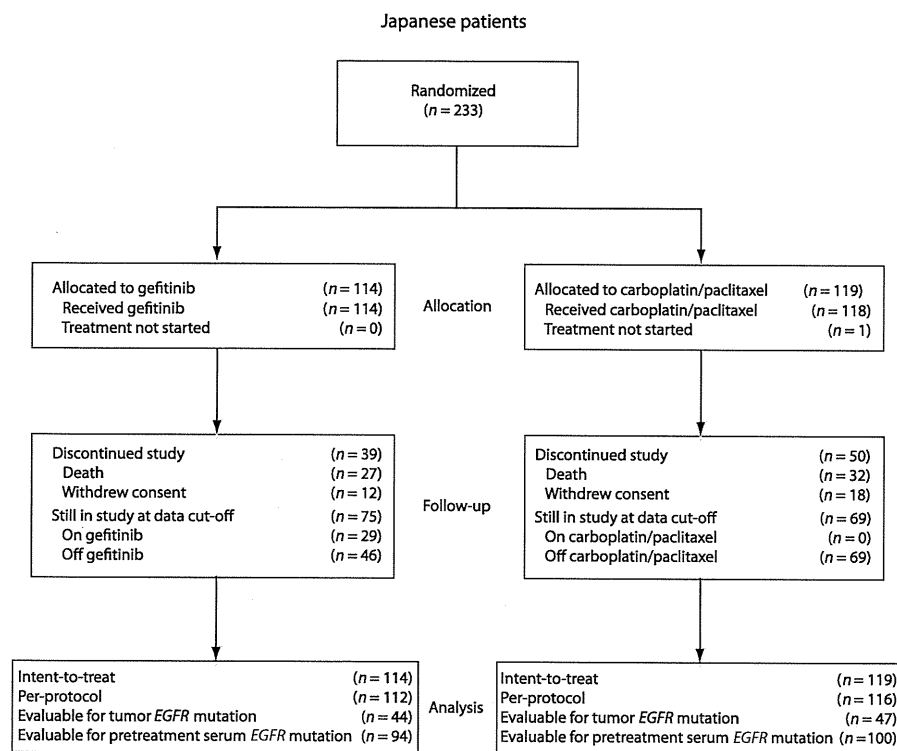 Japanese patients
Randomized
(n = 233)
Allocated to gefitinib (n = 114)
Received gefitinib (n = 114)
Treatment not started (n = 0)
Allocation
Allocated to carboplatin/paclitaxel (n = 119)
Received carboplatin/paclitaxel (n = 118)
Treatment not started (n = 1)
Discontinued study (n = 39)
Death (n = 27)
Withdrew consent (n = 12)
Still in study at data cut-off (n = 75)
On gefitinib (n = 29)
Off gefitinib (n = 46)
Follow-up
Discontinued study (n = 50)
Death (n = 32)
Withdrew consent (n = 18)
Still in study at data cut-off (n = 69)
On carboplatin/paclitaxel (n = 0)
Off carboplatin/paclitaxel (n = 69)
Intent-to-treat (n = 114)
Per-protocol (n = 112)
Evaluable for tumor EGFR mutation (n = 44)
Evaluable for pretreatment serum EGFR mutation (n = 94)
Analysis
Intent-to-treat (n = 119)
Per-protocol (n = 116)
Evaluable for tumor EGFR mutation (n = 47)
Evaluable for pretreatment serum EGFR mutation (n = 100)